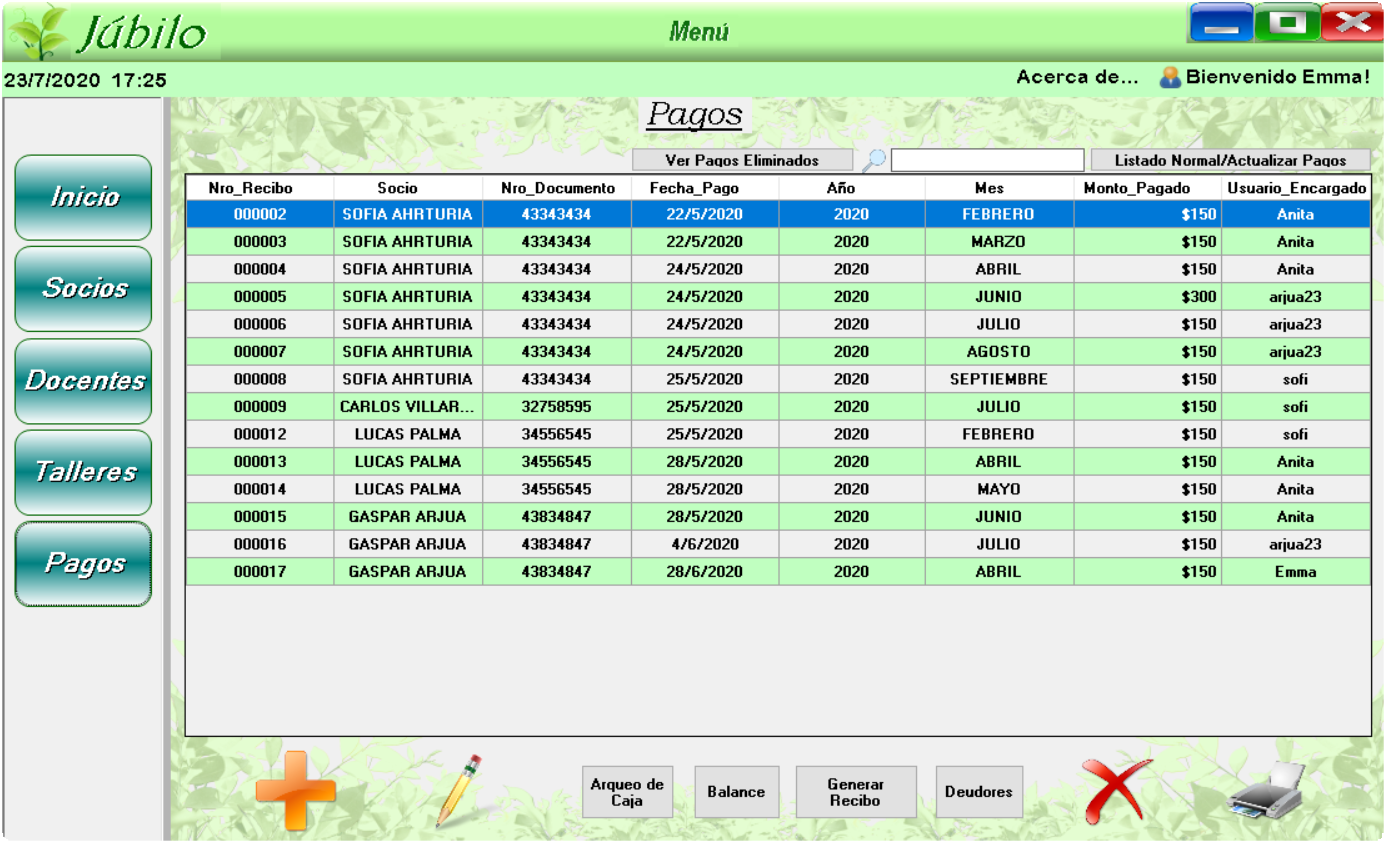 Júbilo
Menú
23/7/2020 17:25
Acerca de... Bienvenido Emma!
Pagos
Ver Pagos Eliminados
Listado Normal/Actualizar Pagos
Inicio
Socios
Docentes
Talleres
Pagos
Nro_Recibo Socio Nro_Documento Fecha_Pago Año Mes Monto_Pagado Usuario_Encargado
000002 SOFIA AHRTURIA 43343434 22/5/2020 2020 FEBRERO $150 Anita
000003 SOFIA AHRTURIA 43343434 22/5/2020 2020 MARZO $150 Anita
000004 SOFIA AHRTURIA 43343434 24/5/2020 2020 ABRIL $150 Anita
000005 SOFIA AHRTURIA 43343434 24/5/2020 2020 JUNIO $300 arjua23
000006 SOFIA AHRTURIA 43343434 24/5/2020 2020 JULIO $150 arjua23
000007 SOFIA AHRTURIA 43343434 24/5/2020 2020 AGOSTO $150 arjua23
000008 SOFIA AHRTURIA 43343434 25/5/2020 2020 SEPTIEMBRE $150 sofi
000009 CARLOS VILLAR... 32758595 25/5/2020 2020 JULIO $150 sofi
000012 LUCAS PALMA 34556545 25/5/2020 2020 FEBRERO $150 sofi
000013 LUCAS PALMA 34556545 28/5/2020 2020 ABRIL $150 Anita
000014 LUCAS PALMA 34556545 28/5/2020 2020 MAYO $150 Anita
000015 GASPAR ARJUA 43834847 28/5/2020 2020 JUNIO $150 Anita
000016 GASPAR ARJUA 43834847 4/6/2020 2020 JULIO $150 arjua23
000017 GASPAR ARJUA 43834847 28/6/2020 2020 ABRIL $150 Emma
Arqueo de
Caja
Balance
Generar
Recibo
Deudores